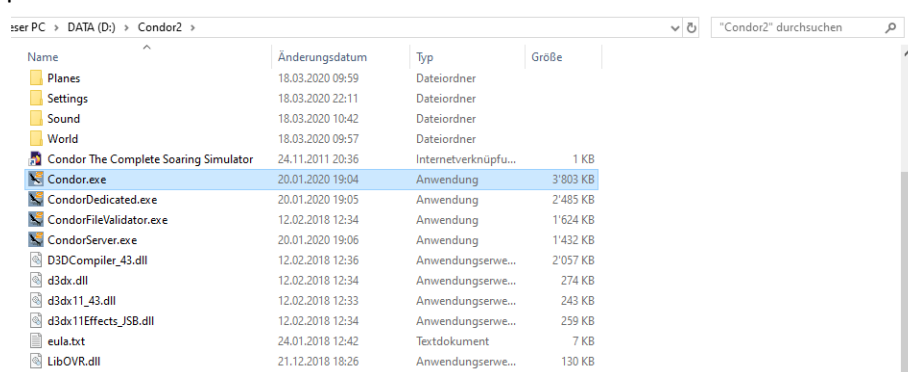 eser PC > DATA (D:) > Condor2 > "Condor2" durchsuchen
Name Änderungsdatum Typ Größe
Planes 18.03.2020 09:59 Dateiordner
Settings 18.03.2020 22:11 Dateiordner
Sound 18.03.2020 10:42 Dateiordner
World 18.03.2020 09:57 Dateiordner
Condor The Complete Soaring Simulator 24.11.2011 20:36 Internetverknüpfu... 1 KB
Condor.exe 20.01.2020 19:04 Anwendung 3'803 KB
CondorDedicated.exe 20.01.2020 19:05 Anwendung 2'485 KB
CondorFileValidator.exe 12.02.2018 12:34 Anwendung 1'624 KB
CondorServer.exe 20.01.2020 19:06 Anwendung 1'432 KB
D3DCompiler_43.dll 12.02.2018 12:36 Anwendungserwe... 2'057 KB
d3dx.dll 12.02.2018 12:34 Anwendungserwe... 274 KB
d3dx11_43.dll 12.02.2018 12:33 Anwendungserwe... 243 KB
d3dx11Effects_JSB.dll 12.02.2018 12:34 Anwendungserwe... 259 KB
eula.txt 24.01.2018 12:42 Textdokument 7 KB
LibOVR.dll 21.12.2018 18:26 Anwendungserwe... 130 KB